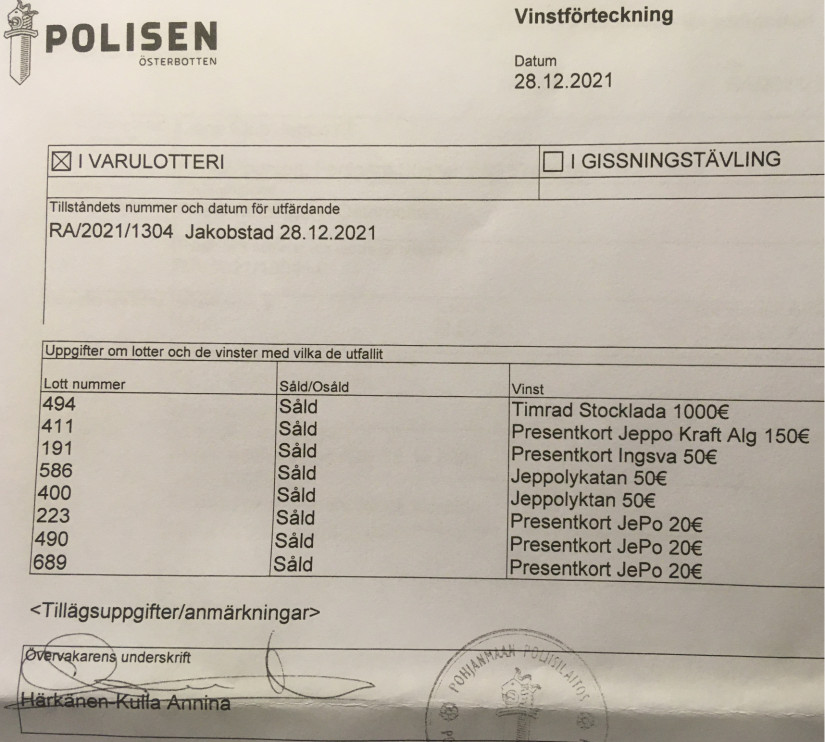 POLISEN
ÖSTERBOTTEN
Vinstförteckning
Datum
28.12.2021
I VARULOTTERI
I GISSNINGSTÄVLING
Tillståndets nummer och datum för utfärdande
RA/2021/1304 Jakobstad 28.12.2021
Uppgifter om lotter och de vinster med vilka de utfallit
Lott nummer Såld/Osåld Vinst
494 Såld Timrad Stocklada 1000€
411 Såld Presentkort Jeppo Kraft Alg 150€
191 Såld Presentkort Ingsva 50€
586 Såld Jeppolykatan 50€
400 Såld Jeppolyktan 50€
223 Såld Presentkort JePo 20€
490 Såld Presentkort JePo 20€
689 Såld Presentkort JePo 20€
<Tillägsuppgifter/anmärkningar>
Övervakarens underskrift
Härkänen-Kulla Annina
POHJANMAAN POLIISILAITOS